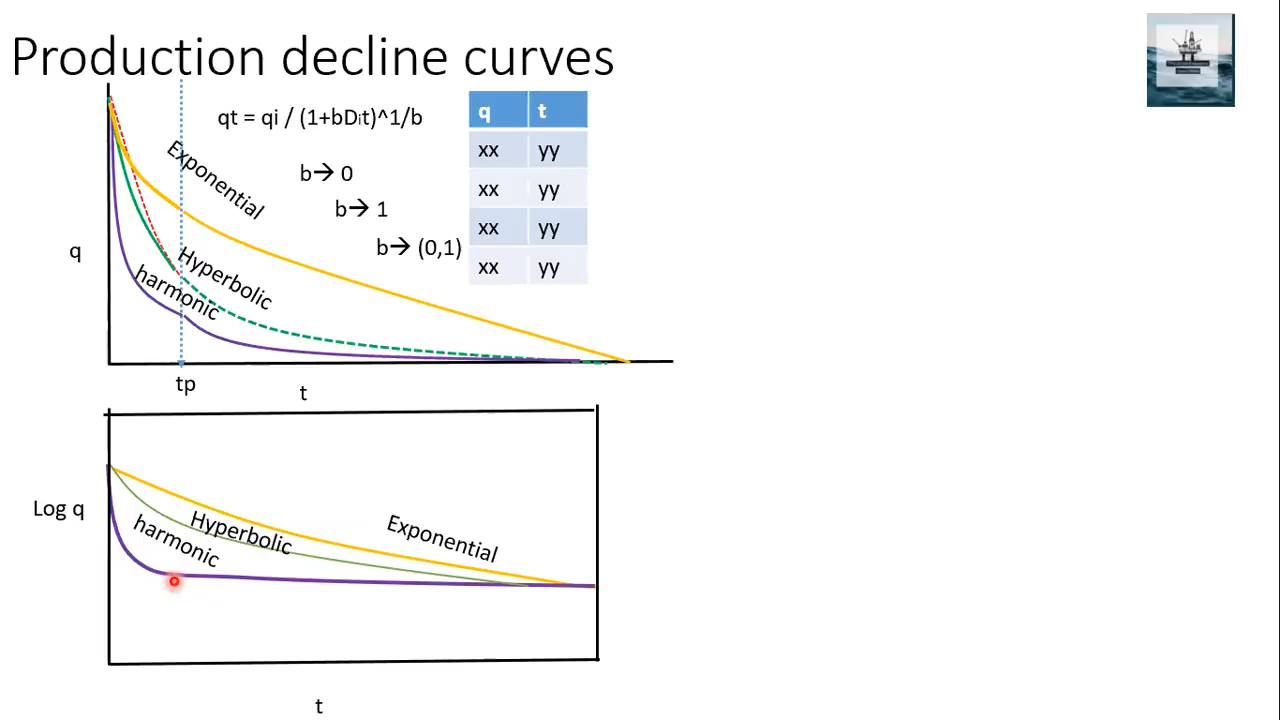 Production decline curves
qt = qi / (1+bDit)^1/b
q t
xx yy
xx yy
xx yy
xx yy
Exponential
b→ 0
b→ 1
b→ (0,1)
q
Hyperbolic
harmonic
tp
t
Log q
Hyperbolic
Exponential
harmonic
t